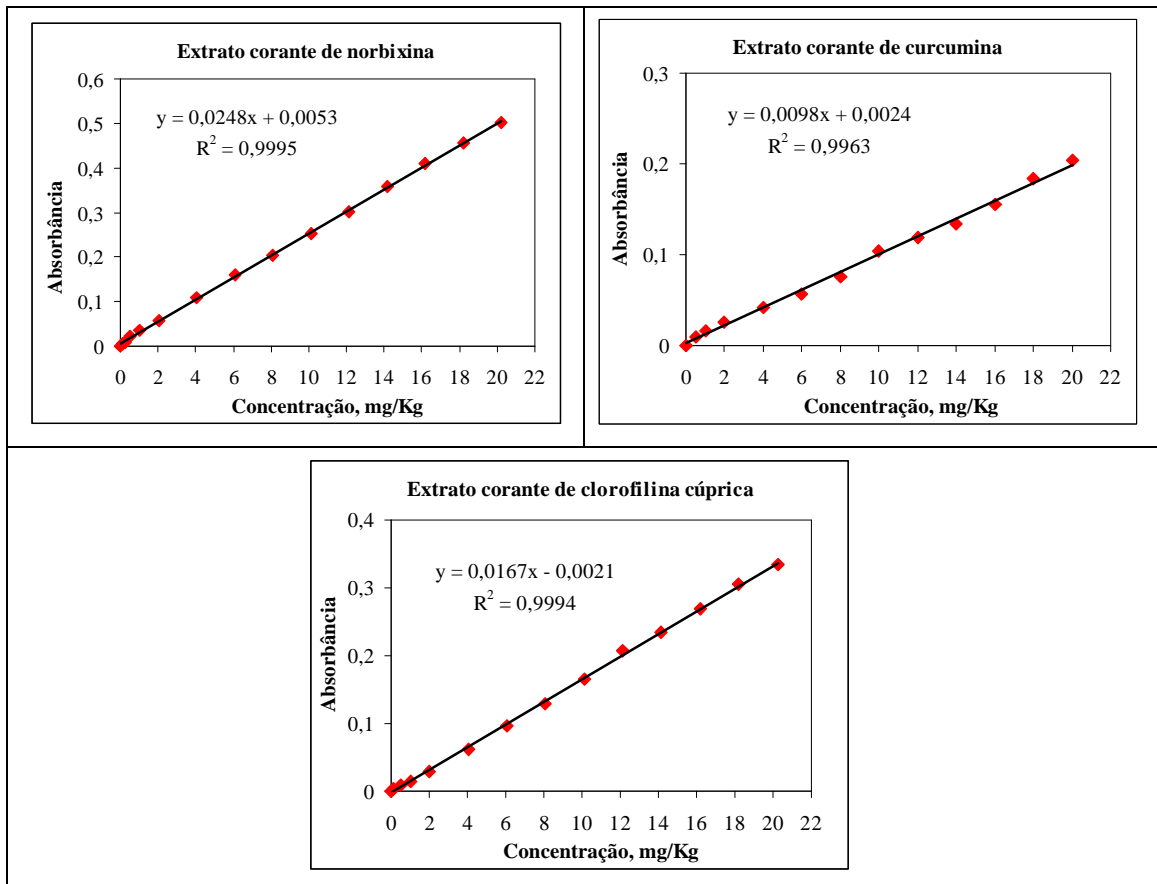 Extrato corante de norbixina
y = 0,0248x + 0,0053
R² = 0,9995
0,6
0,5
0,4
0,3
0,2
0,1
0
Absorbância
0 2 4 6 8 10 12 14 16 18 20 22
Concentração, mg/Kg
Extrato corante de curcumina
y = 0,0098x + 0,0024
R² = 0,9963
0,3
0,2
0,1
0
Absorbância
0 2 4 6 8 10 12 14 16 18 20 22
Concentração, mg/Kg
Extrato corante de clorofilina cúprica
y = 0,0167x - 0,0021
R² = 0,9994
0,4
0,3
0,2
0,1
0
Absorbância
0 2 4 6 8 10 12 14 16 18 20 22
Concentração, mg/Kg